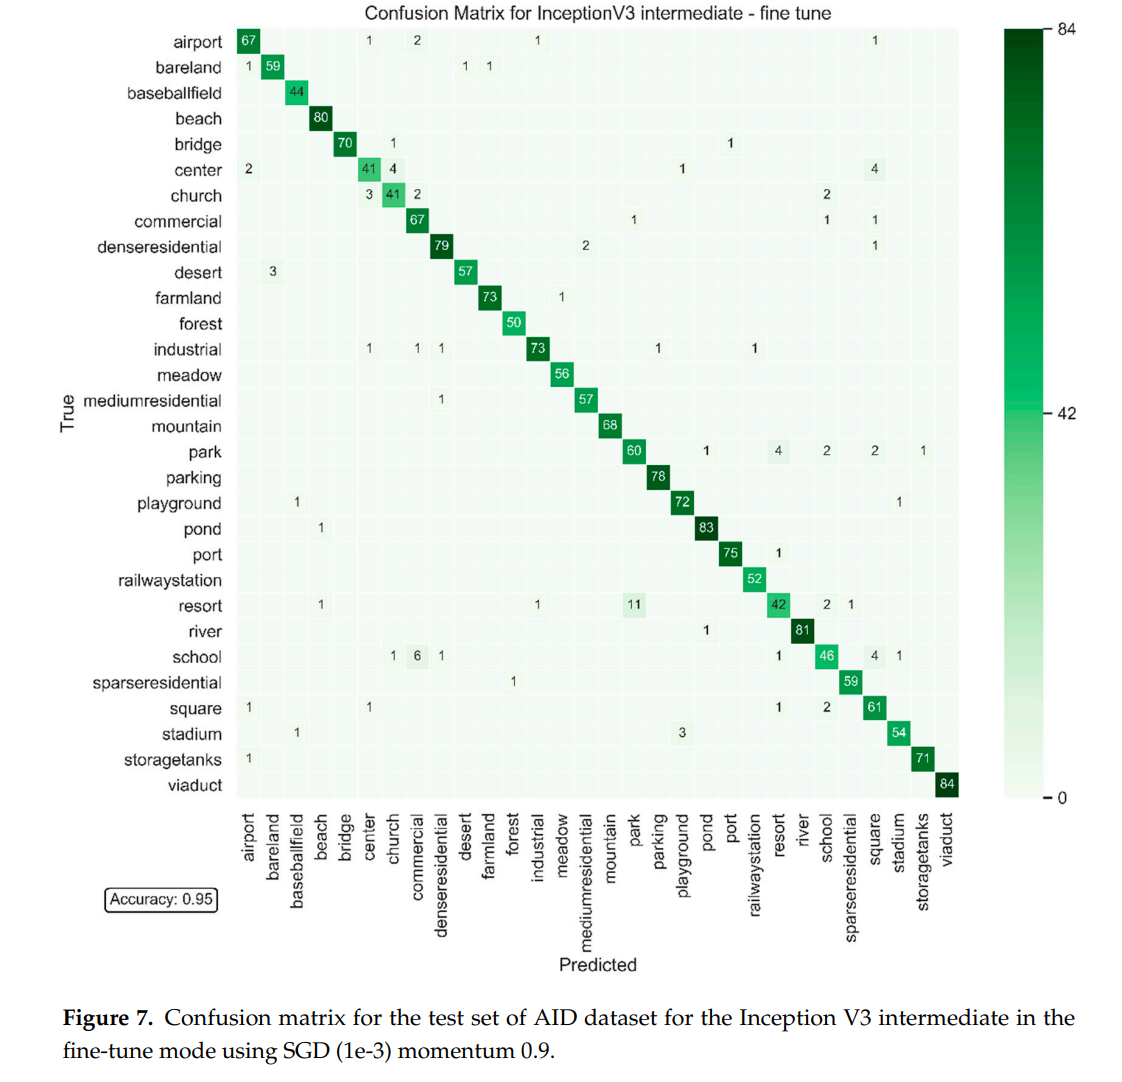 Confusion Matrix for InceptionV3 intermediate - fine tune
airport 67 1 2 1 1
bareland 1 59 1 1
baseballfield 44
beach 80
bridge 70 1 1
center 2 41 4 1 4
church 3 41 2 2
commercial 67 1 1 1
denseresidential 79 2 1
desert 3 57
farmland 73 1
forest 50
industrial 1 1 1 73 1 1
meadow 56
mediumresidential 1 57
mountain 68
park 60 1 4 2 2 1
parking 78
playground 1 72 1
pond 1 83
port 75 1
railwaystation 52
resort 1 1 11 42 2 1
river 1 81
school 1 6 1 1 46 4 1
sparseresidential 1 59
square 1 1 1 2 61
stadium 1 3 54
storagetanks 1 71
viaduct 84
True
84
42
0
airport
bareland
baseballfield
beach
bridge
center
church
commercial
denseresidential
desert
farmland
forest
industrial
meadow
mediumresidential
mountain
park
parking
playground
pond
port
railwaystation
resort
river
school
sparseresidential
square
stadium
storagetanks
viaduct
Accuracy: 0.95
Predicted
Figure 7. Confusion matrix for the test set of AID dataset for the Inception V3 intermediate in the
fine-tune mode using SGD (1e-3) momentum 0.9.